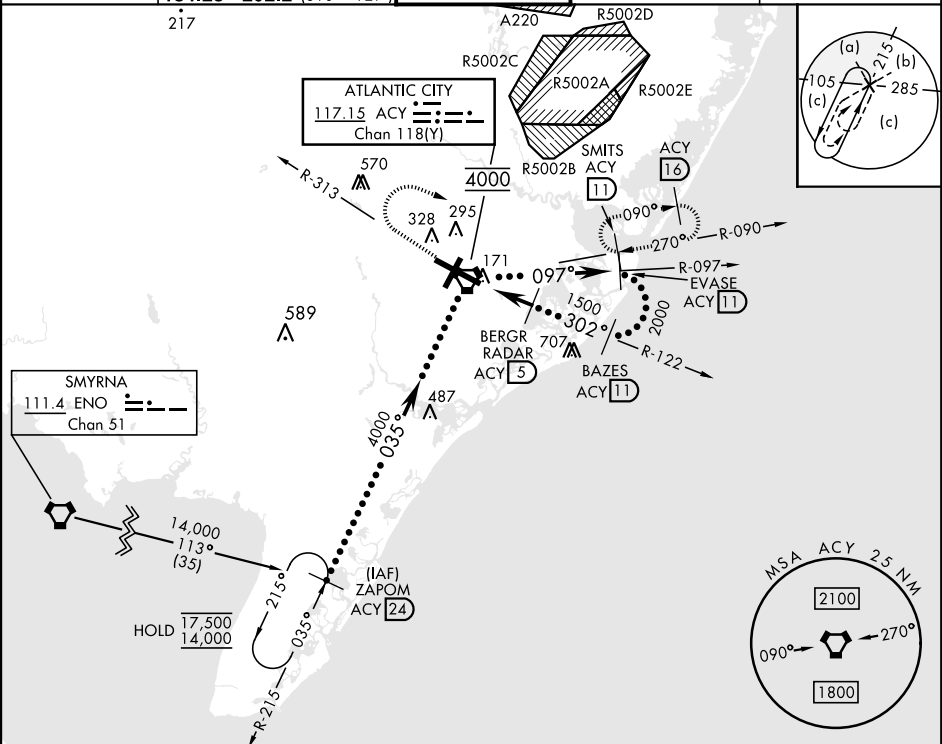 217
A220
R5002D
R5002C
R5002A
R5002E
R5002B
(a)
215
(b)
105
285
(c)
(c)
ATLANTIC CITY
117.15 ACY
Chan 118(Y)
R-313
570
4000
328
295
171
SMITS
ACY
11
ACY
16
090°
270°
R-090
097°
R-097
EVASE
ACY 11
1500
302°
2000
BERGR
RADAR
ACY 5
707
R-122
BAZES
ACY 11
589
SMYRNA
111.4 ENO
Chan 51
487
4000
035°
14,000
113°
(35)
(IAF)
ZAPOM
ACY 24
215°
035°
HOLD 17,500
14,000
R-215
MSA ACY 25 NM
2100
090°
270°
1800